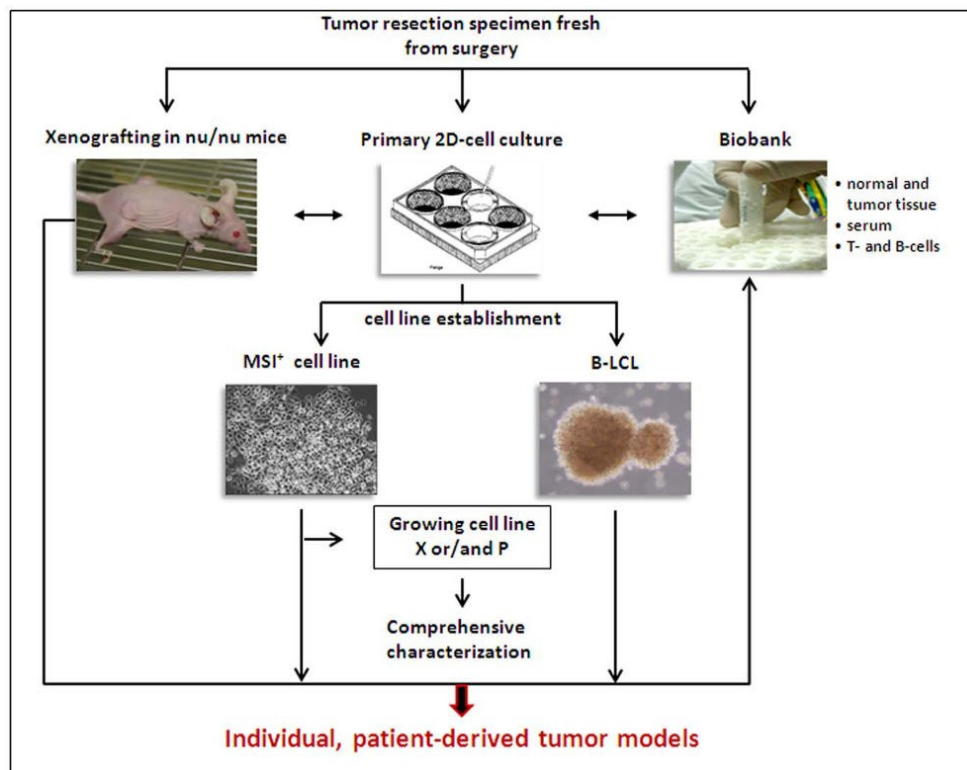 Tumor resection specimen fresh
from surgery
Xenografting in nu/nu mice
Primary 2D-cell culture
Biobank
• normal and
tumor tissue
• serum
• T- and B-cells
cell line establishment
MSI⁺ cell line
B-LCL
Growing cell line
X or/and P
Comprehensive
characterization
Individual, patient-derived tumor models